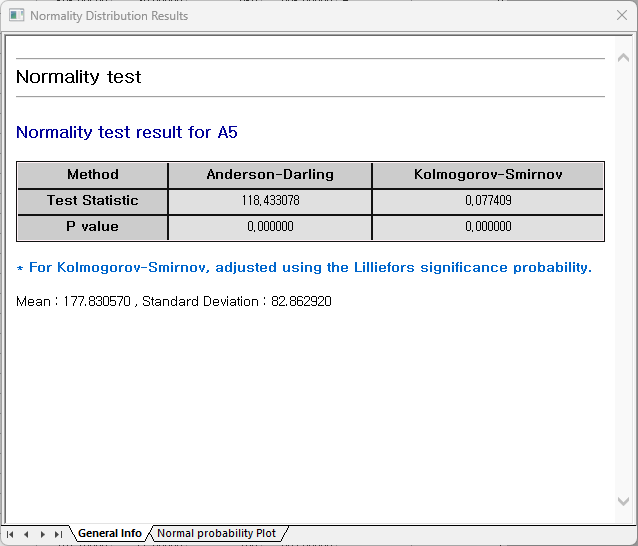 Normality Distribution Results
Normality test
Normality test result for A5
Method Anderson-Darling Kolmogorov-Smirnov
Test Statistic 118,433078 0,077409
P value 0,000000 0,000000
* For Kolmogorov-Smirnov, adjusted using the Lilliefors significance probability.
Mean : 177.830570 , Standard Deviation : 82.862920
General Info Normal probability Plot